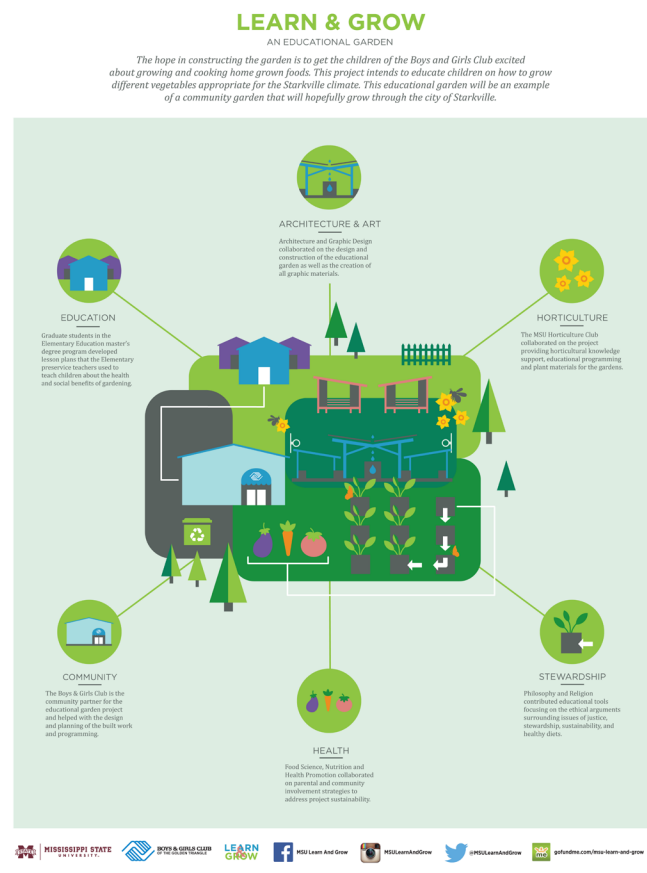 LEARN & GROW
AN EDUCATIONAL GARDEN
The hope in constructing the garden is to get the children of the Boys and Girls Club excited
about growing and cooking home grown foods. This project intends to educate children on how to grow
different vegetables appropriate for the Starkville climate. This educational garden will be an example
of a community garden that will hopefully grow through the city of Starkville.
ARCHITECTURE & ART
Architecture and Graphic Design
collaborated on the design and
construction of the educational
garden as well as the creation of
all graphic materials.
EDUCATION
Graduate students in the
Elementary Education master's
degree program developed
lesson plans that the Elementary
preservice teachers used to
teach children about the health
and social benefits of gardening.
HORTICULTURE
The MSU Horticulture Club
collaborated on the project
providing horticultural knowledge
support, educational programming
and plant materials for the gardens.
COMMUNITY
The Boys & Girls Club is the
community partner for the
educational garden project
and helped with the design
and planning of the built work
and programming.
STEWARDSHIP
Philosophy and Religion
contributed educational tools
focusing on the ethical arguments
surrounding issues of justice,
stewardship, sustainability, and
healthy diets.
HEALTH
Food Science, Nutrition and
Health Promotion collaborated
on parental and community
involvement strategies to
address project sustainability.
MISSISSIPPI STATE
UNIVERSITY™
BOYS & GIRLS CLUB
OF THE GOLDEN TRIANGLE
LEARN
GROW
MSU Learn And Grow
MSULearnAndGrow
@MSULearnAndGrow
gofundme.com/msu-learn-and-grow